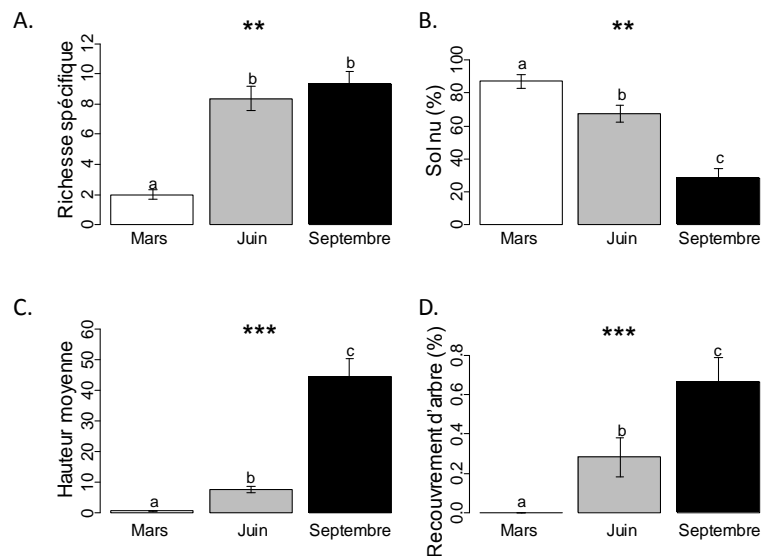 A.
**
Richesse spécifique
0 2 4 6 8 10 12
a
b
b
Mars Juin Septembre
B.
**
Sol nu (%)
0 20 40 60 80 100
a
b
c
Mars Juin Septembre
C.
***
Hauteur moyenne
0 10 20 30 40 50 60
a
b
c
Mars Juin Septembre
D.
***
Recouvrement d'arbre (%)
0.0 0.2 0.4 0.6 0.8
a
b
c
Mars Juin Septembre